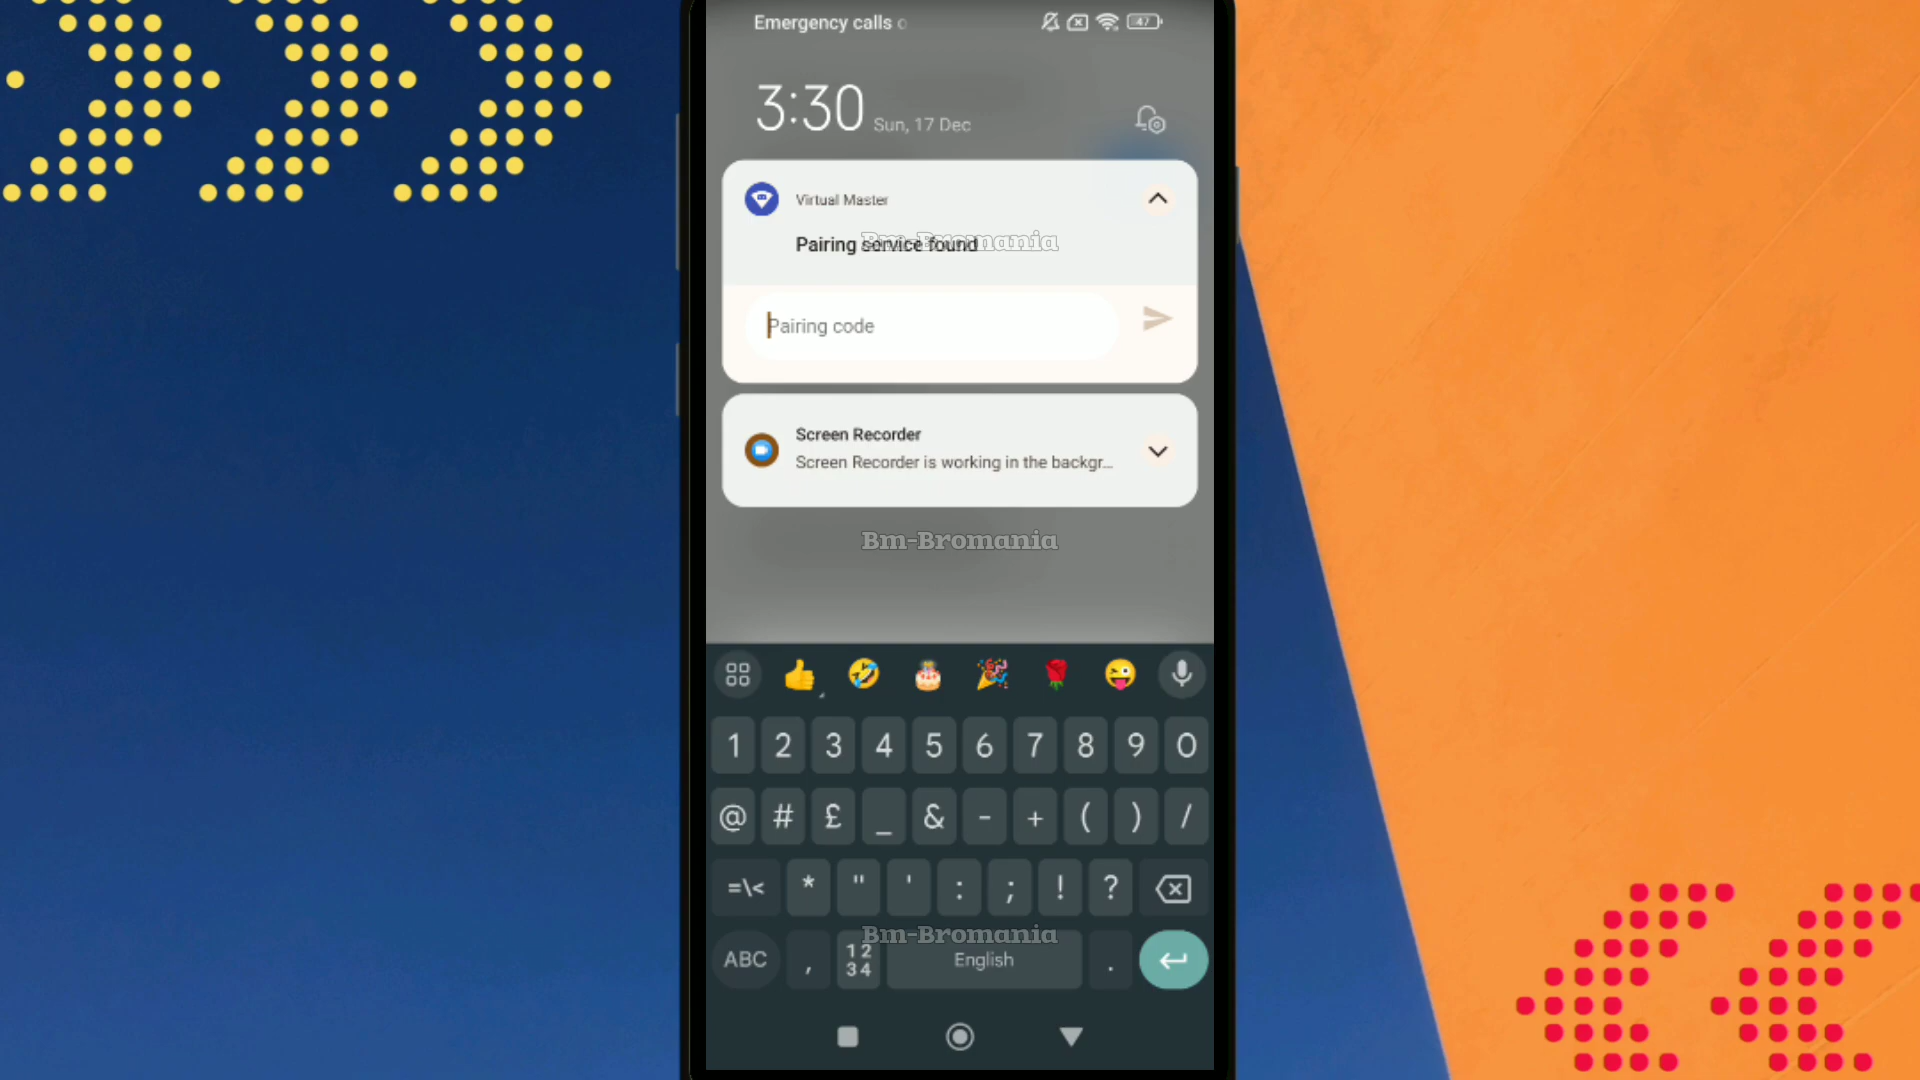 Emergency calls
47
3:30 Sun, 17 Dec
Virtual Master
Pairing service found
Bm-Bromania
Pairing code
Screen Recorder
Screen Recorder is working in the backgr...
Bm-Bromania
1 2 3 4 5 6 7 8 9 0
@ # £ _ & - + ( ) /
=\< * " ' : ; ! ?
Bm-Bromania
ABC , 12 34 English .